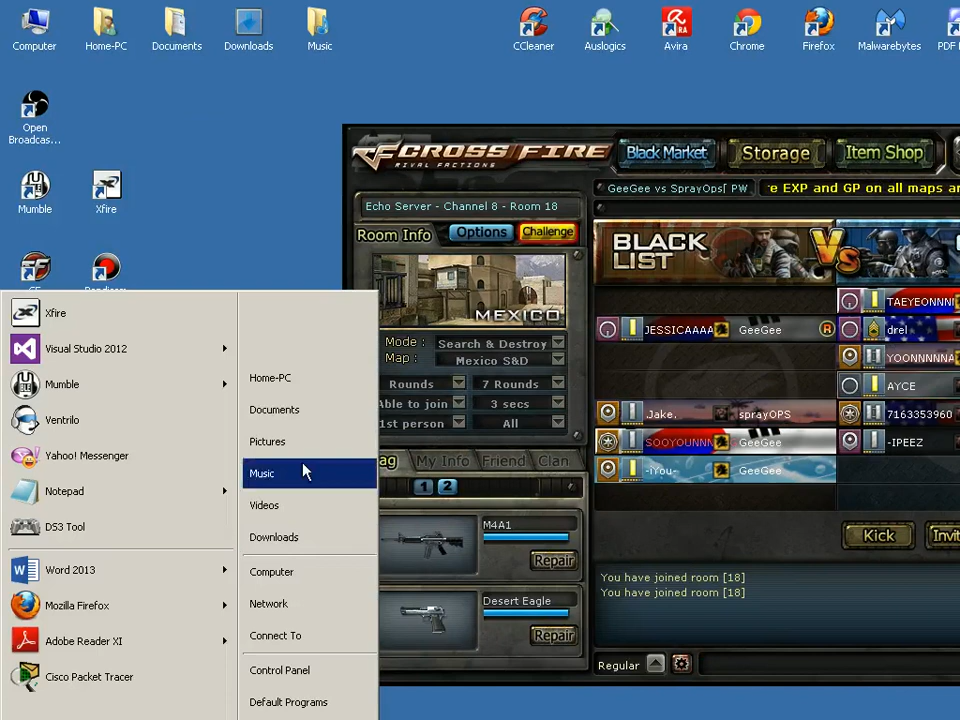 Computer
Home-PC
Documents
Downloads
Music
CCleaner
Auslogics
Avira
Chrome
Firefox
Malwarebytes
Open
Broadcas...
Mumble
Xfire
CROSS FIRE
RIVAL FACTIONS
Black Market
Storage
Item Shop
GeeGee vs SprayOps[ PW
e EXP and GP on all maps
Echo Server - Channel 8 - Room 18
Room Info
Options
Challenge
BLACK
LIST
Vs
MEXICO
Mode : Search & Destroy
Map : Mexico S&D
Rounds 7 Rounds
Able to join 3 secs
1st person All
TAEYEONNN
JESSICAAAA GeeGee R drel
YOONNNNA
AYCE
.Jake. sprayOPS 7163353960
SOOYOUNN GeeGee -IPEEZ
-iYou- GeeGee
ag My Info Friend Clan
1 2
M4A1
Repair
Desert Eagle
Repair
Kick
Invi
You have joined room [18]
You have joined room [18]
Regular
Xfire
Visual Studio 2012
Mumble
Ventrilo
Yahoo! Messenger
Notepad
DS3 Tool
Word 2013
Mozilla Firefox
Adobe Reader XI
Cisco Packet Tracer
Home-PC
Documents
Pictures
Music
Videos
Downloads
Computer
Network
Connect To
Control Panel
Default Programs